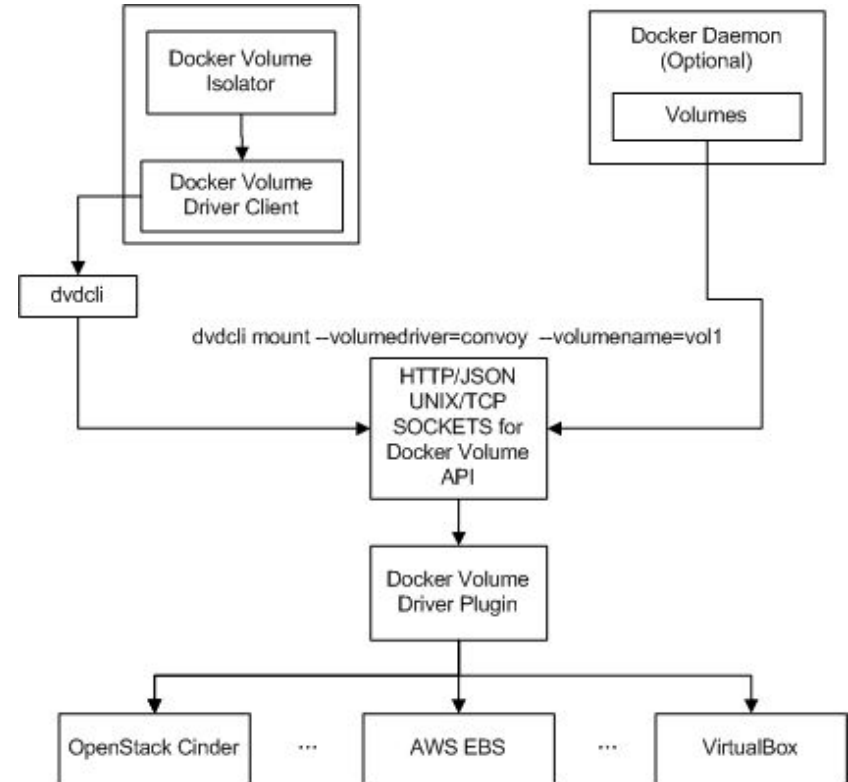 Docker Volume
Isolator
Docker Volume
Driver Client
Docker Daemon
(Optional)
Volumes
dvdcli
dvdcli mount --volumedriver=convoy  --volumename=vol1
HTTP/JSON
UNIX/TCP
SOCKETS for
Docker Volume
API
Docker Volume
Driver Plugin
OpenStack Cinder
...
AWS EBS
...
VirtualBox